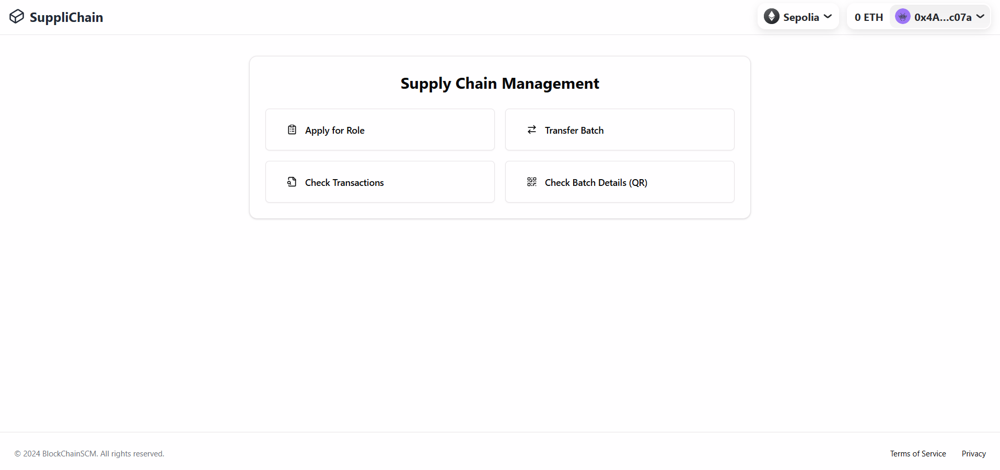 SuppliChain
Sepolia
0 ETH
0x4A...c07a
Supply Chain Management
Apply for Role
Transfer Batch
Check Transactions
Check Batch Details (QR)
© 2024 BlockChainSCM. All rights reserved.
Terms of Service
Privacy